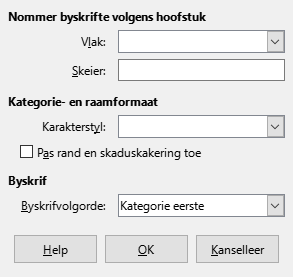 Nommer byskrifte volgens hoofstuk
Vlak:
Skeier:
Kategorie- en raamformaat
Karakterstyl:
Pas rand en skaduskakering toe
Byskrif
Byskrifvolgorde: Kategorie eerste
Help OK Kanselleer